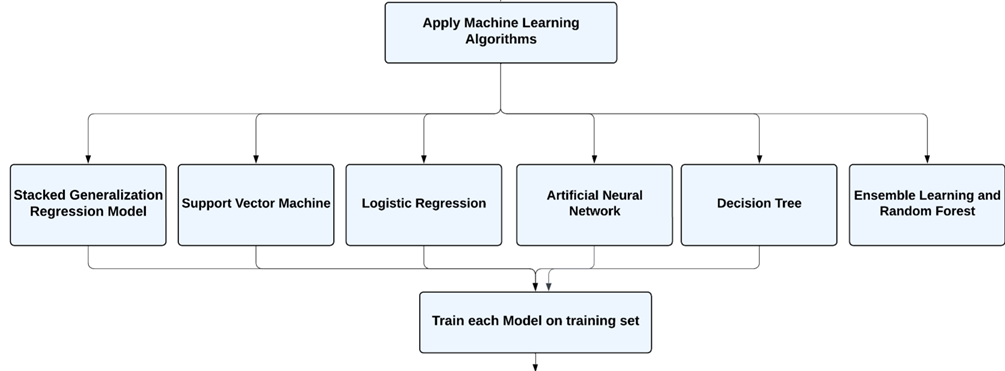 Apply Machine Learning
Algorithms
Stacked Generalization
Regression Model
Support Vector Machine
Logistic Regression
Artificial Neural
Network
Decision Tree
Ensemble Learning and
Random Forest
Train each Model on training set